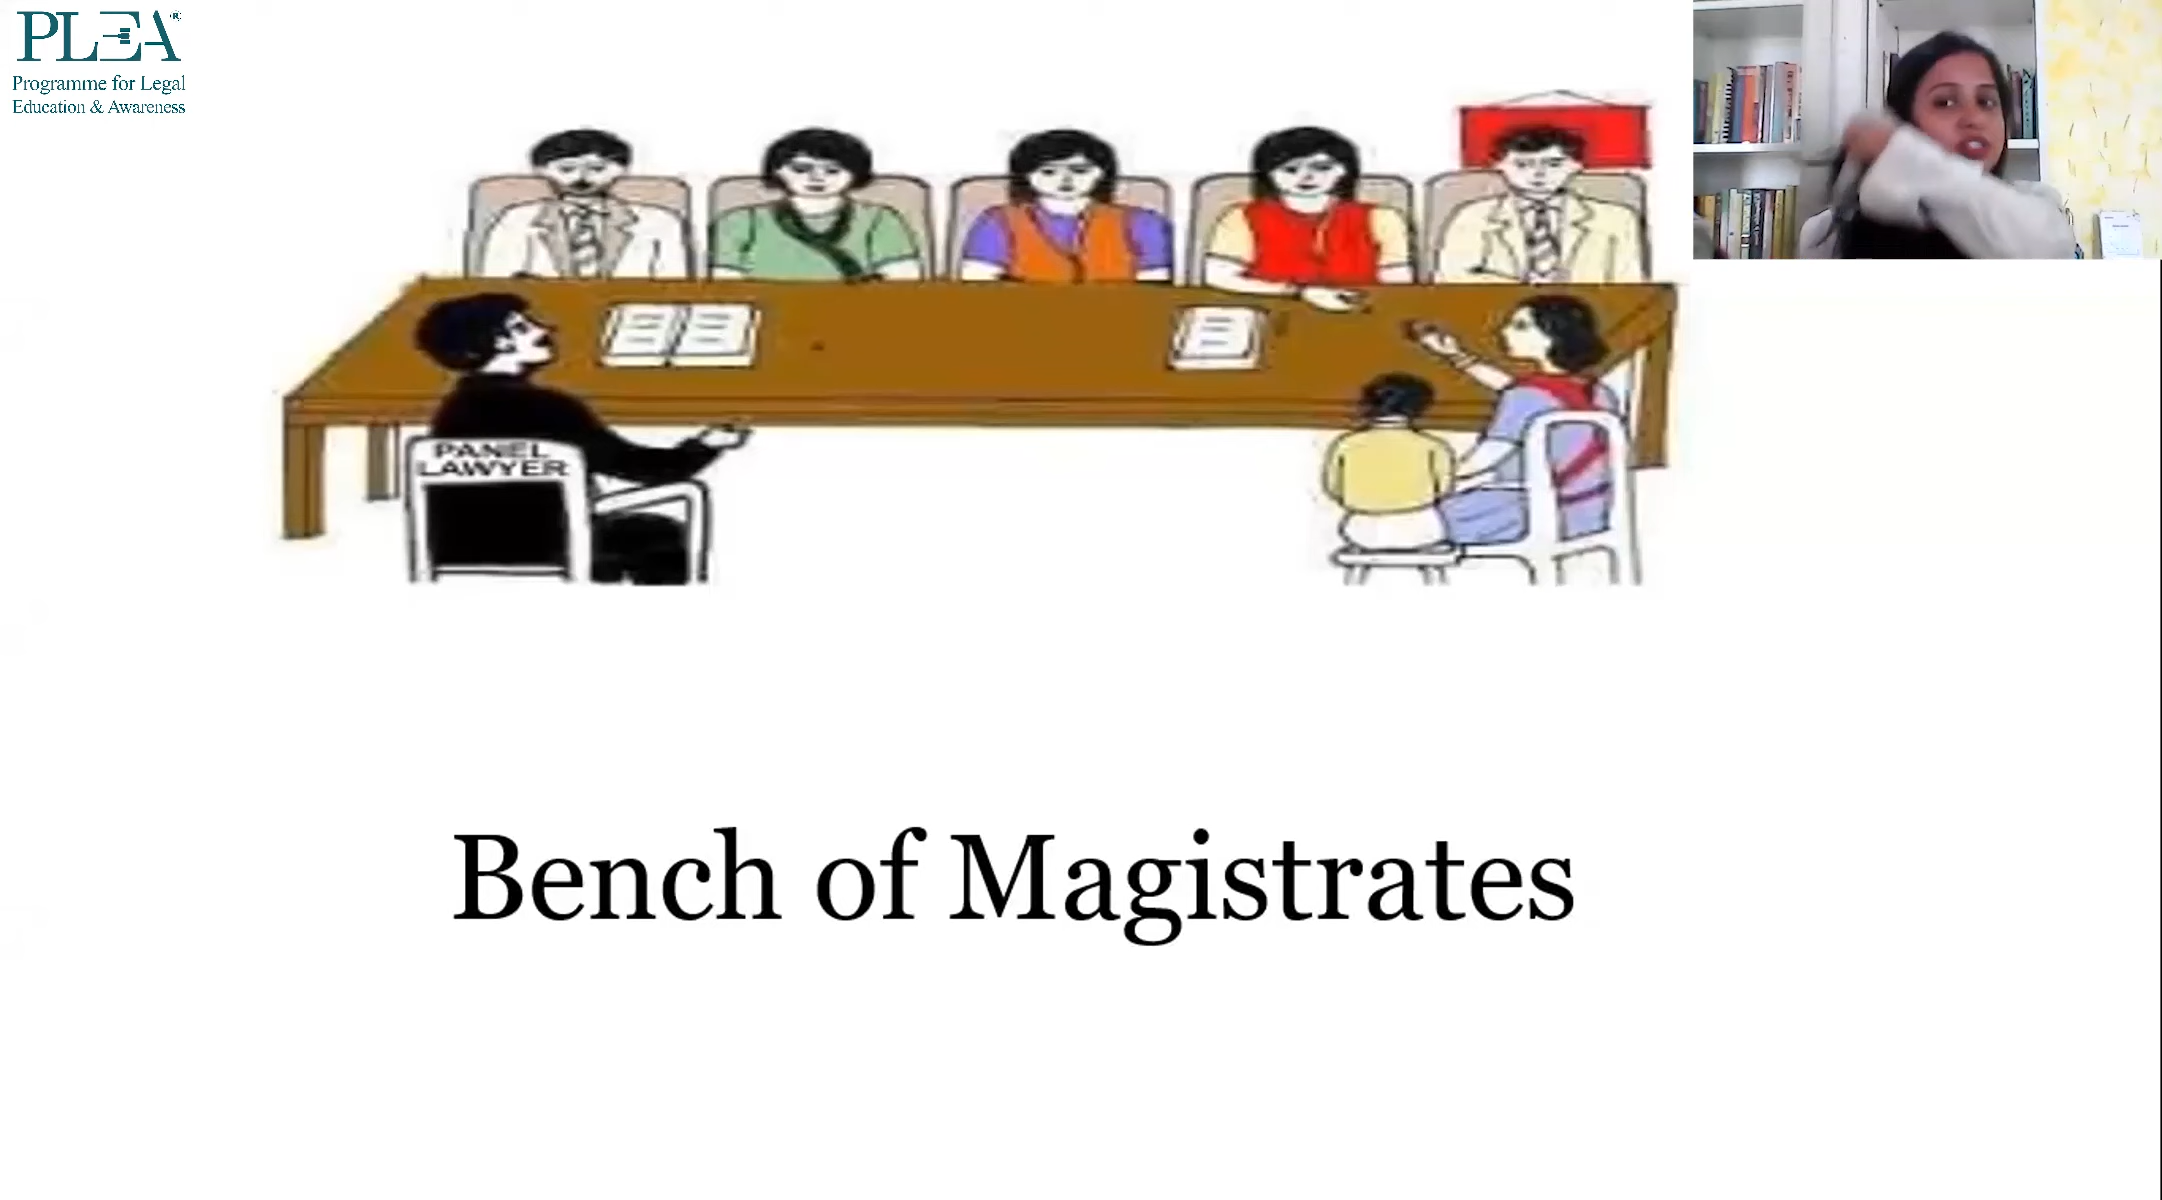 PLEA®
Programme for Legal
Education & Awareness
PANEL
LAWYER
Bench of Magistrates